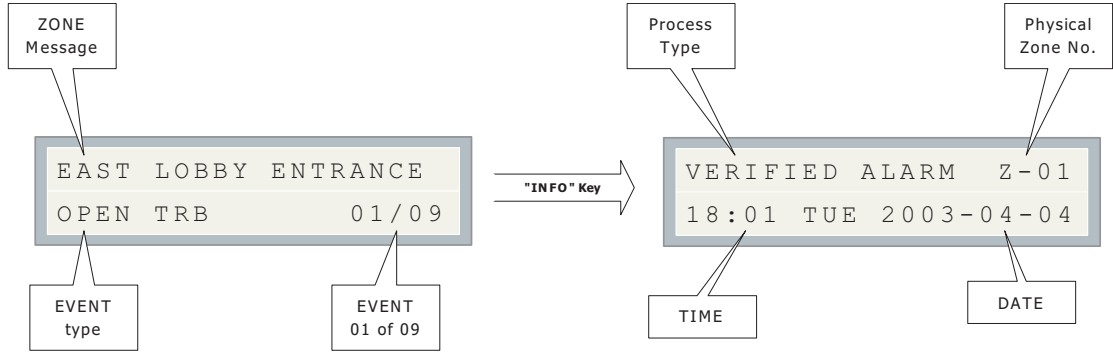 ZONE
Message
EAST LOBBY ENTRANCE
OPEN TRB 01/09
EVENT
type
EVENT
01 of 09
"INFO" Key
Process
Type
Physical
Zone No.
VERIFIED ALARM Z-01
18:01 TUE 2003-04-04
TIME
DATE